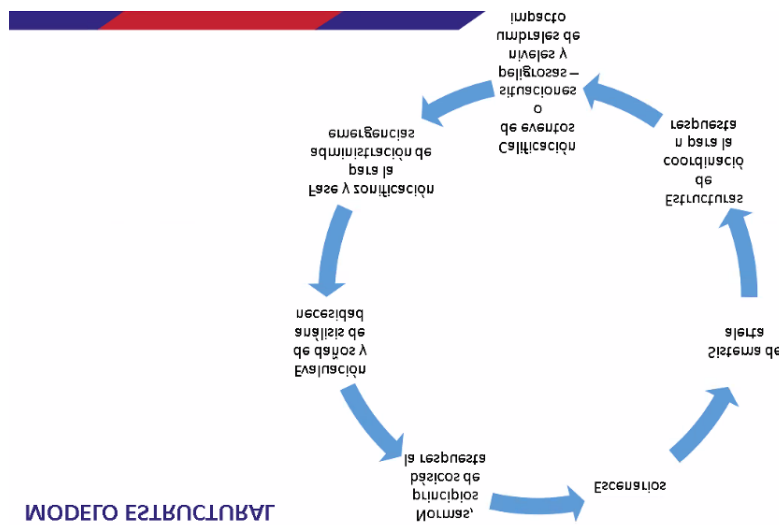 MODELO ESTRUCTURAL
Normas,
principios
básicos de
la respuesta
Escenarios
Sistema de
alerta
Estructuras
de
coordinació
n para la
respuesta
Calificación
de eventos
o
situaciones
peligrosas –
niveles y
umbrales de
impacto
Fase y zonificación
para la
administración de
emergencias
Evaluación
de daños y
análisis de
necesidad